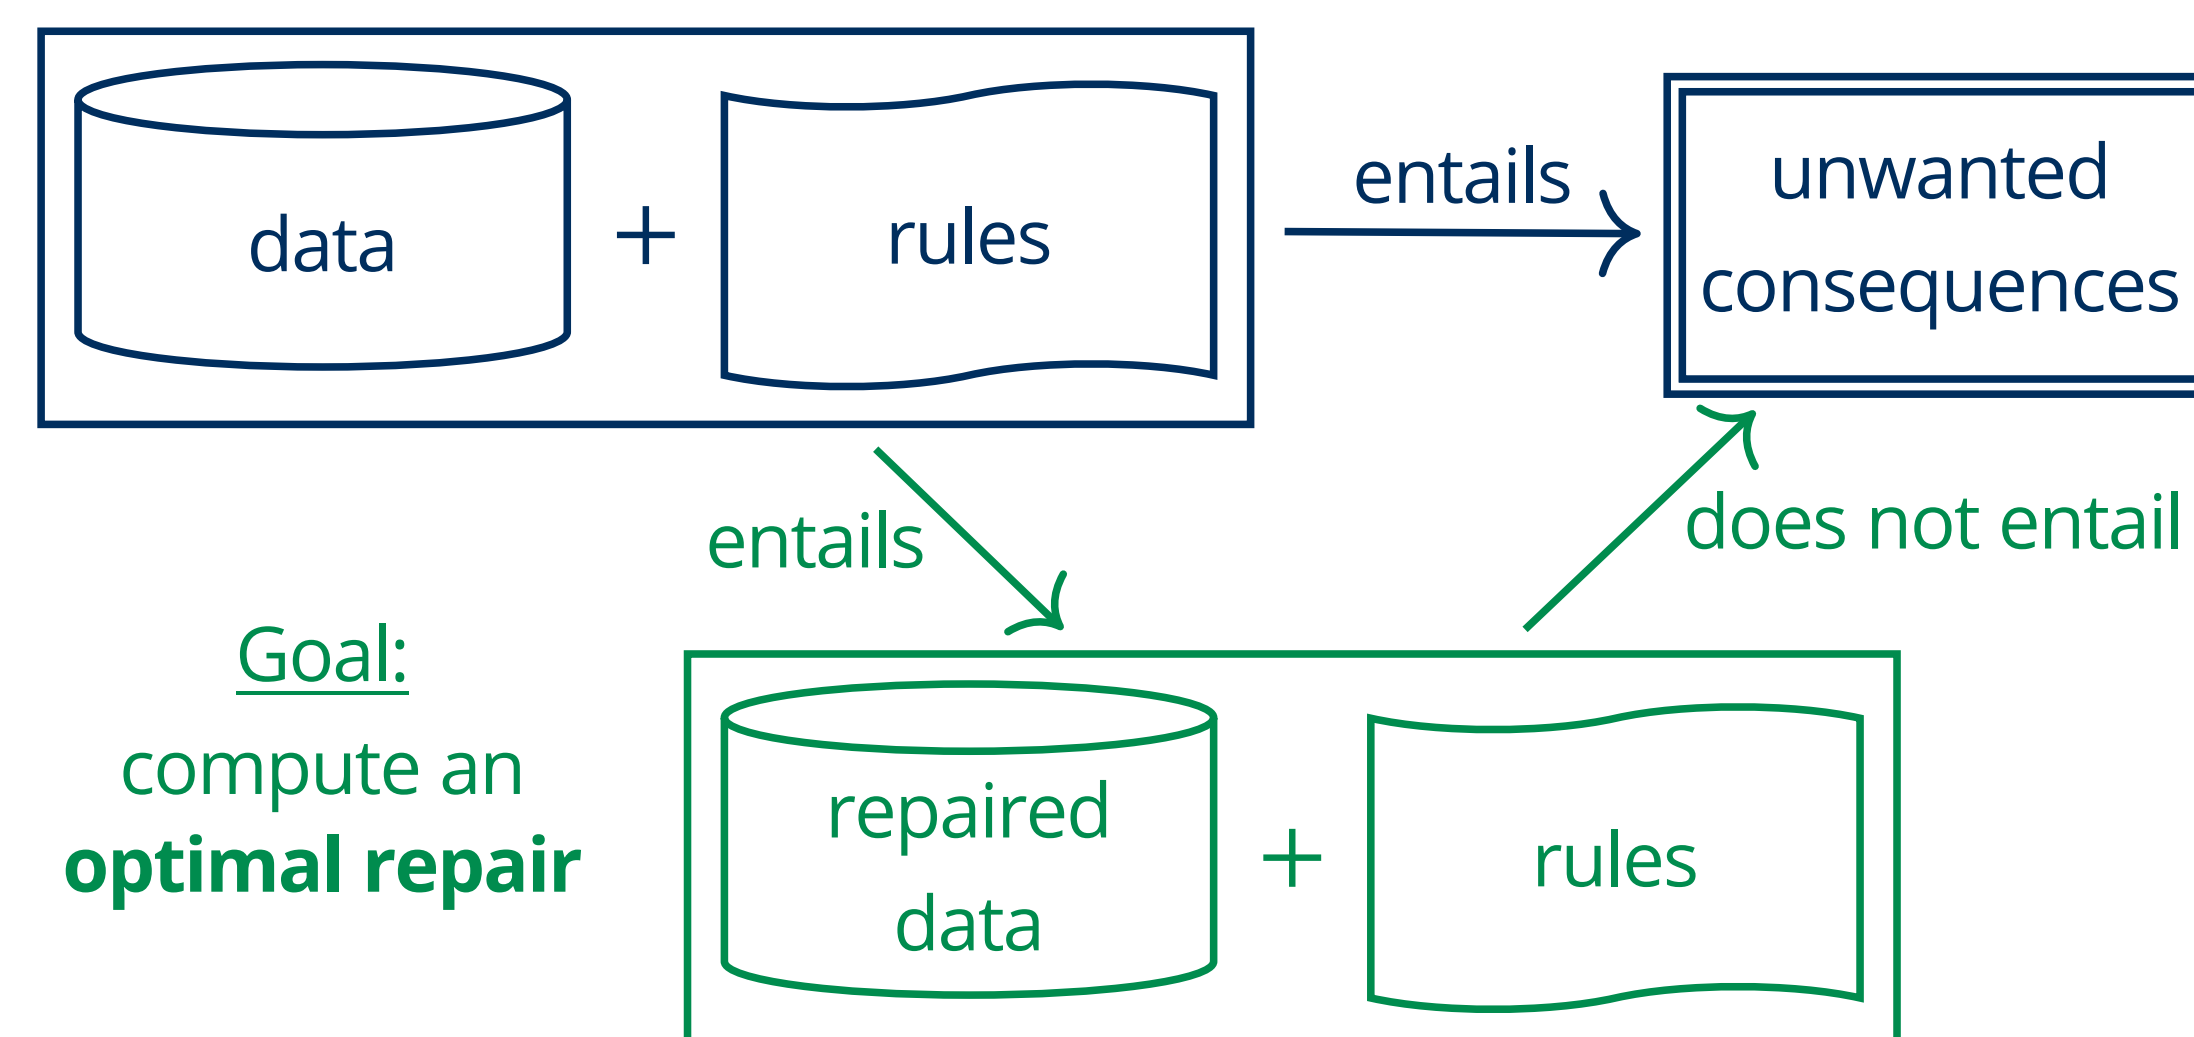 data
+
rules
entails
unwanted
consequences
entails
does not entail
Goal:
compute an
optimal repair
repaired
data
+
rules